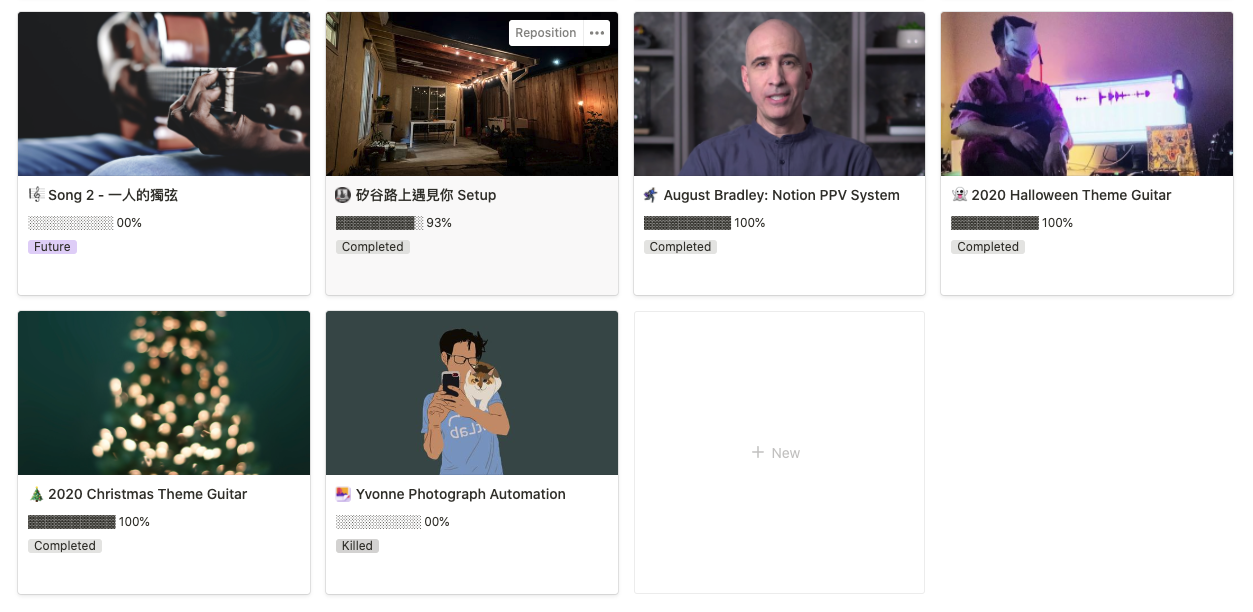 Reposition
Song 2 - 一人的獨弦
00%
Future
矽谷路上遇見你 Setup
93%
Completed
August Bradley: Notion PPV System
100%
Completed
2020 Halloween Theme Guitar
100%
Completed
2020 Christmas Theme Guitar
100%
Completed
Yvonne Photograph Automation
00%
Killed
+ New